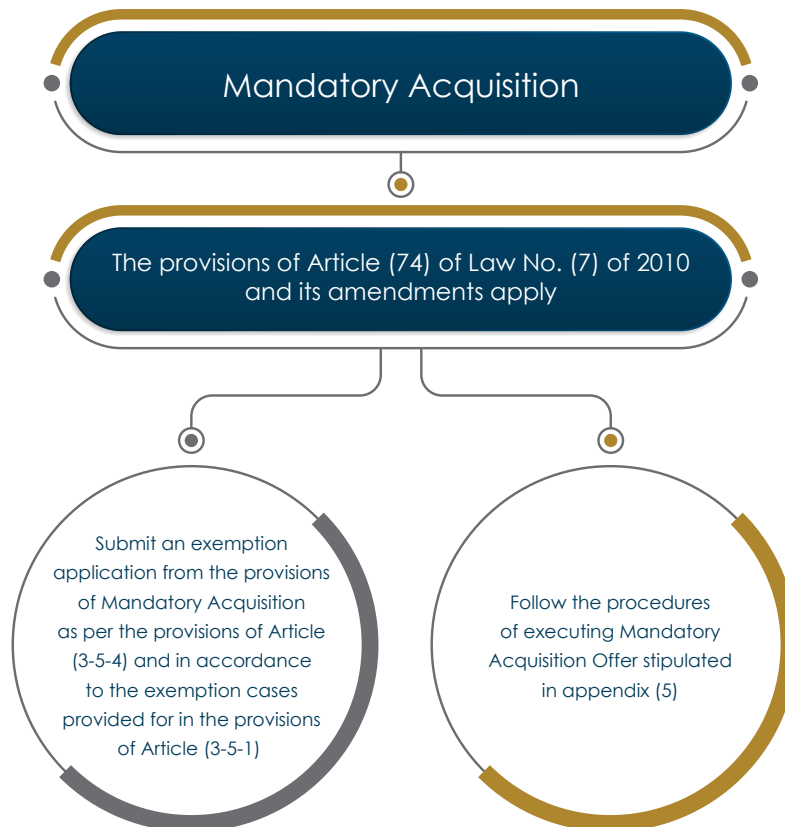 Mandatory Acquisition
The provisions of Article (74) of Law No. (7) of 2010
and its amendments apply
Submit an exemption
application from the provisions
of Mandatory Acquisition
as per the provisions of Article
(3-5-4) and in accordance
to the exemption cases
provided for in the provisions
of Article (3-5-1)
Follow the procedures
of executing Mandatory
Acquisition Offer stipulated
in appendix (5)